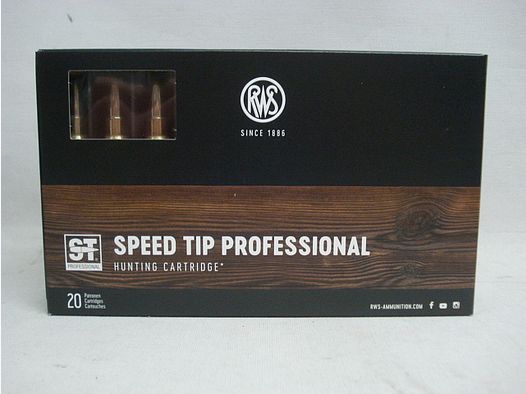 RWS
SINCE 1886
ST
PROFESSIONAL
SPEED TIP PROFESSIONAL
HUNTING CARTRIDGE*
20 Patronen
Cartridges
Cartouches
RWS-AMMUNITION.COM